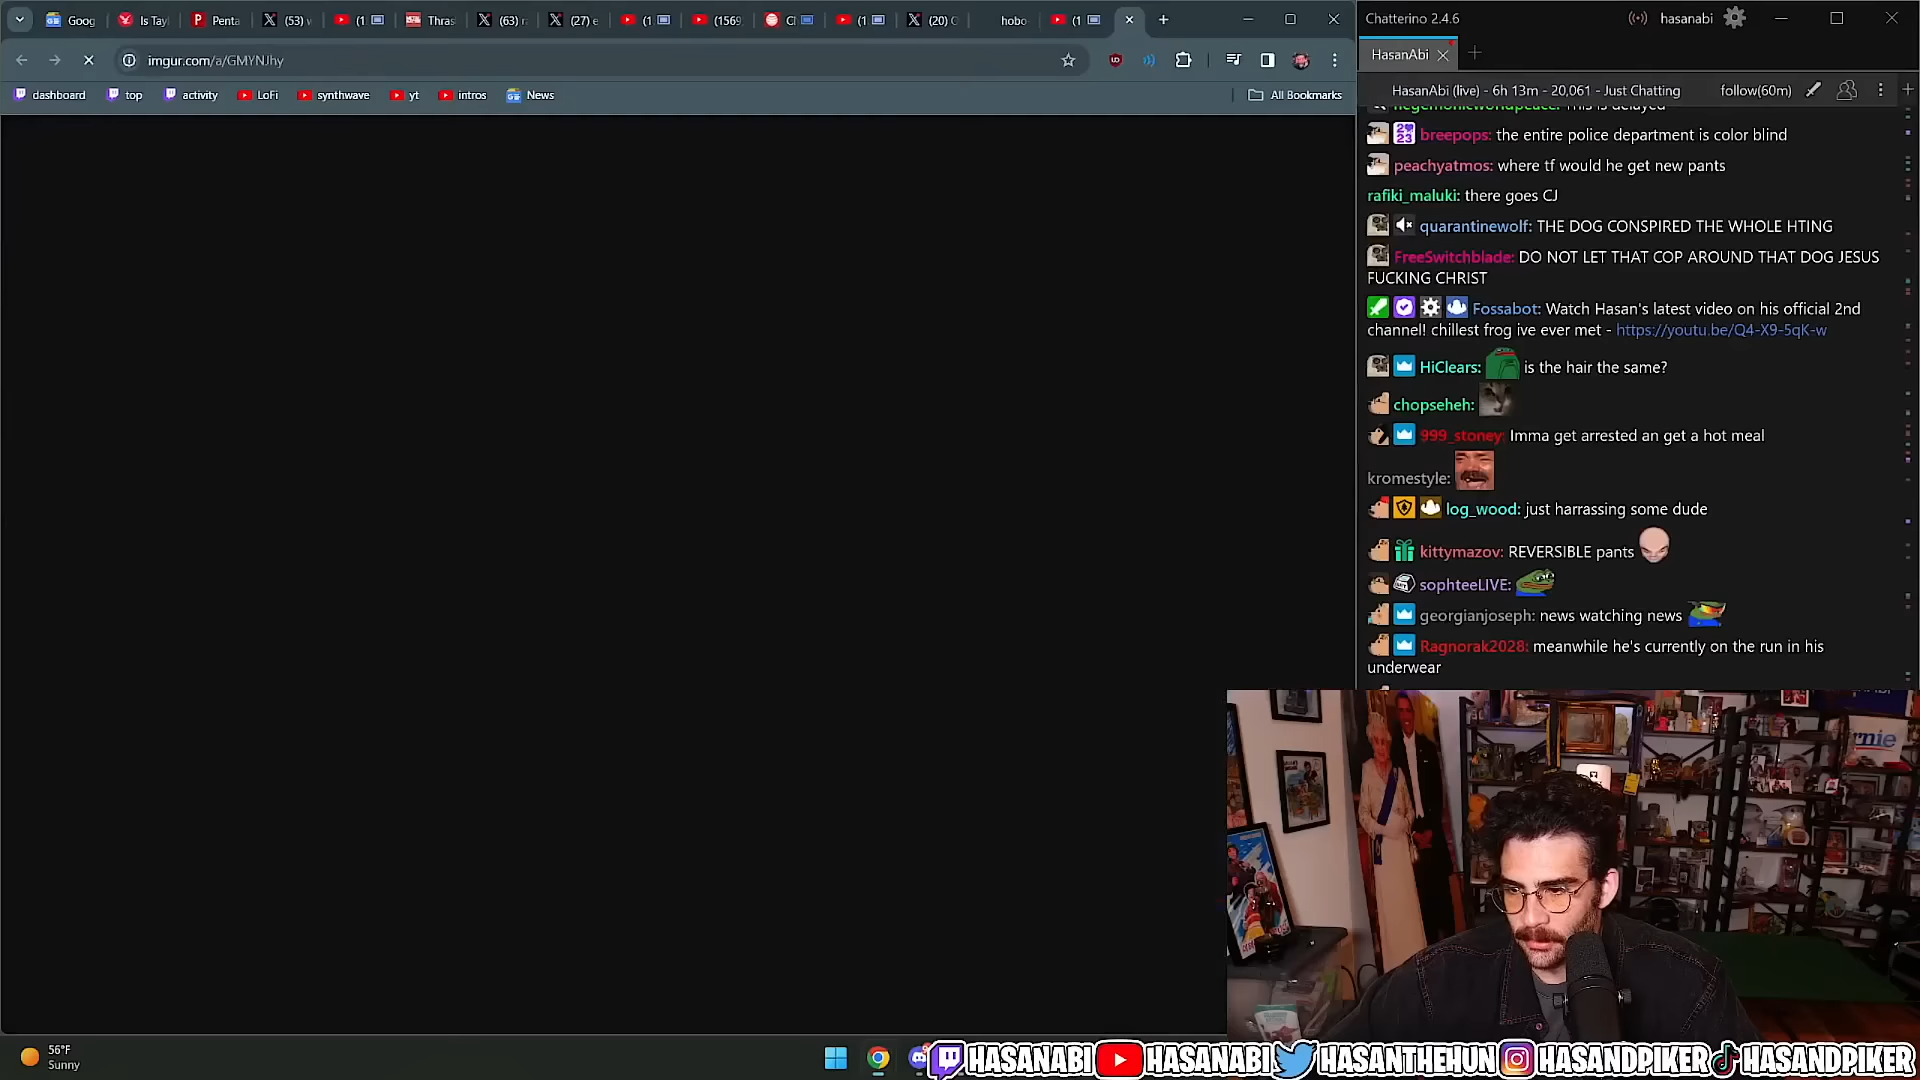 Goog
Is Tayl
Penta
(53)
(1
Thras
(63)
(27) e
(1
(1569
Cl
(1
(20)
hobo
(1
imgur.com/a/GMYNJhy
dashboard
top
activity
LoFi
synthwave
yt
intros
News
All Bookmarks
Chatterino 2.4.6
hasanabi
HasanAbi
HasanAbi (live) - 6h 13m - 20,061 - Just Chatting
follow(60m)
hegemonicworldpeace: This is delayed
breepops: the entire police department is color blind
peachyatmos: where tf would he get new pants
rafiki_maluki: there goes CJ
quarantinewolf: THE DOG CONSPIRED THE WHOLE HTING
FreeSwitchblade: DO NOT LET THAT COP AROUND THAT DOG JESUS
FUCKING CHRIST
Fossabot: Watch Hasan's latest video on his official 2nd
channel! chillest frog ive ever met - https://youtu.be/Q4-X9-5qK-w
HiClears: is the hair the same?
chopseheh:
999_stoney: Imma get arrested an get a hot meal
kromestyle:
log_wood: just harrassing some dude
kittymazov: REVERSIBLE pants
sophteeLIVE:
georgianjoseph: news watching news
Ragnorak2028: meanwhile he's currently on the run in his
underwear
rnie
56°F
Sunny
HASANABI HASANABI HASANTHEHUN HASANDPIKER HASANDPIKER